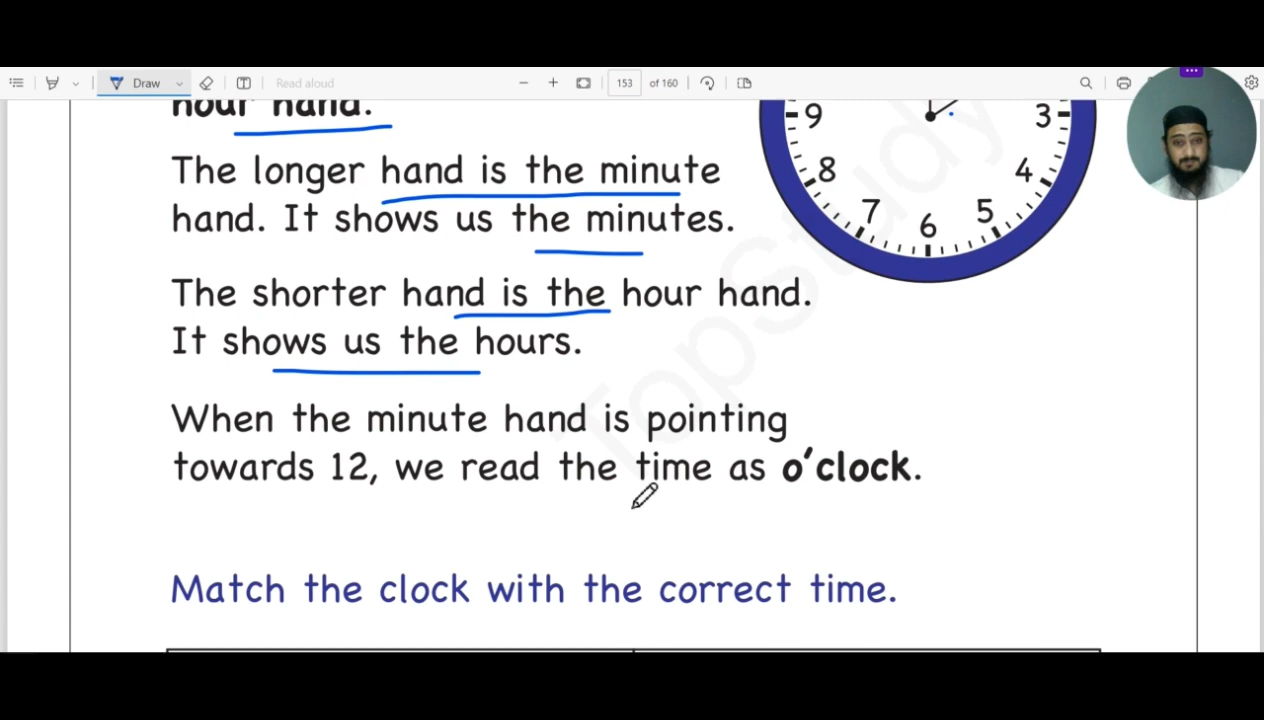 Draw
Read aloud
153 of 160
hour hand.
The longer hand is the minute
hand. It shows us the minutes.
The shorter hand is the hour hand.
It shows us the hours.
When the minute hand is pointing
towards 12, we read the time as o'clock.
Match the clock with the correct time.
9 3
8 4
7 6 5
TopStudy